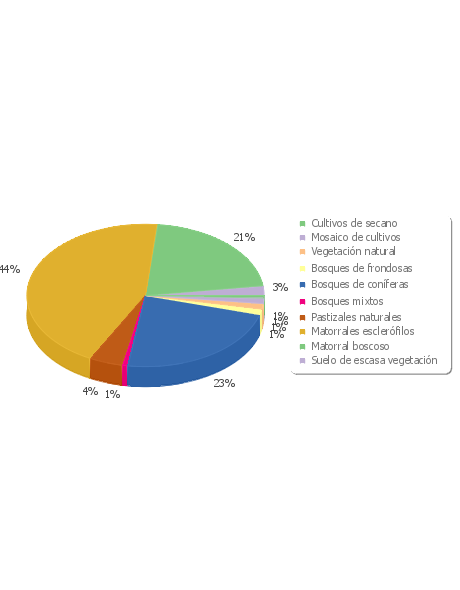 21%
44%
3%
1%
1%
1%
1%
23%
4%
1%
Cultivos de secano
Mosaico de cultivos
Vegetación natural
Bosques de frondosas
Bosques de coníferas
Bosques mixtos
Pastizales naturales
Matorrales esclerófilos
Matorral boscoso
Suelo de escasa vegetación